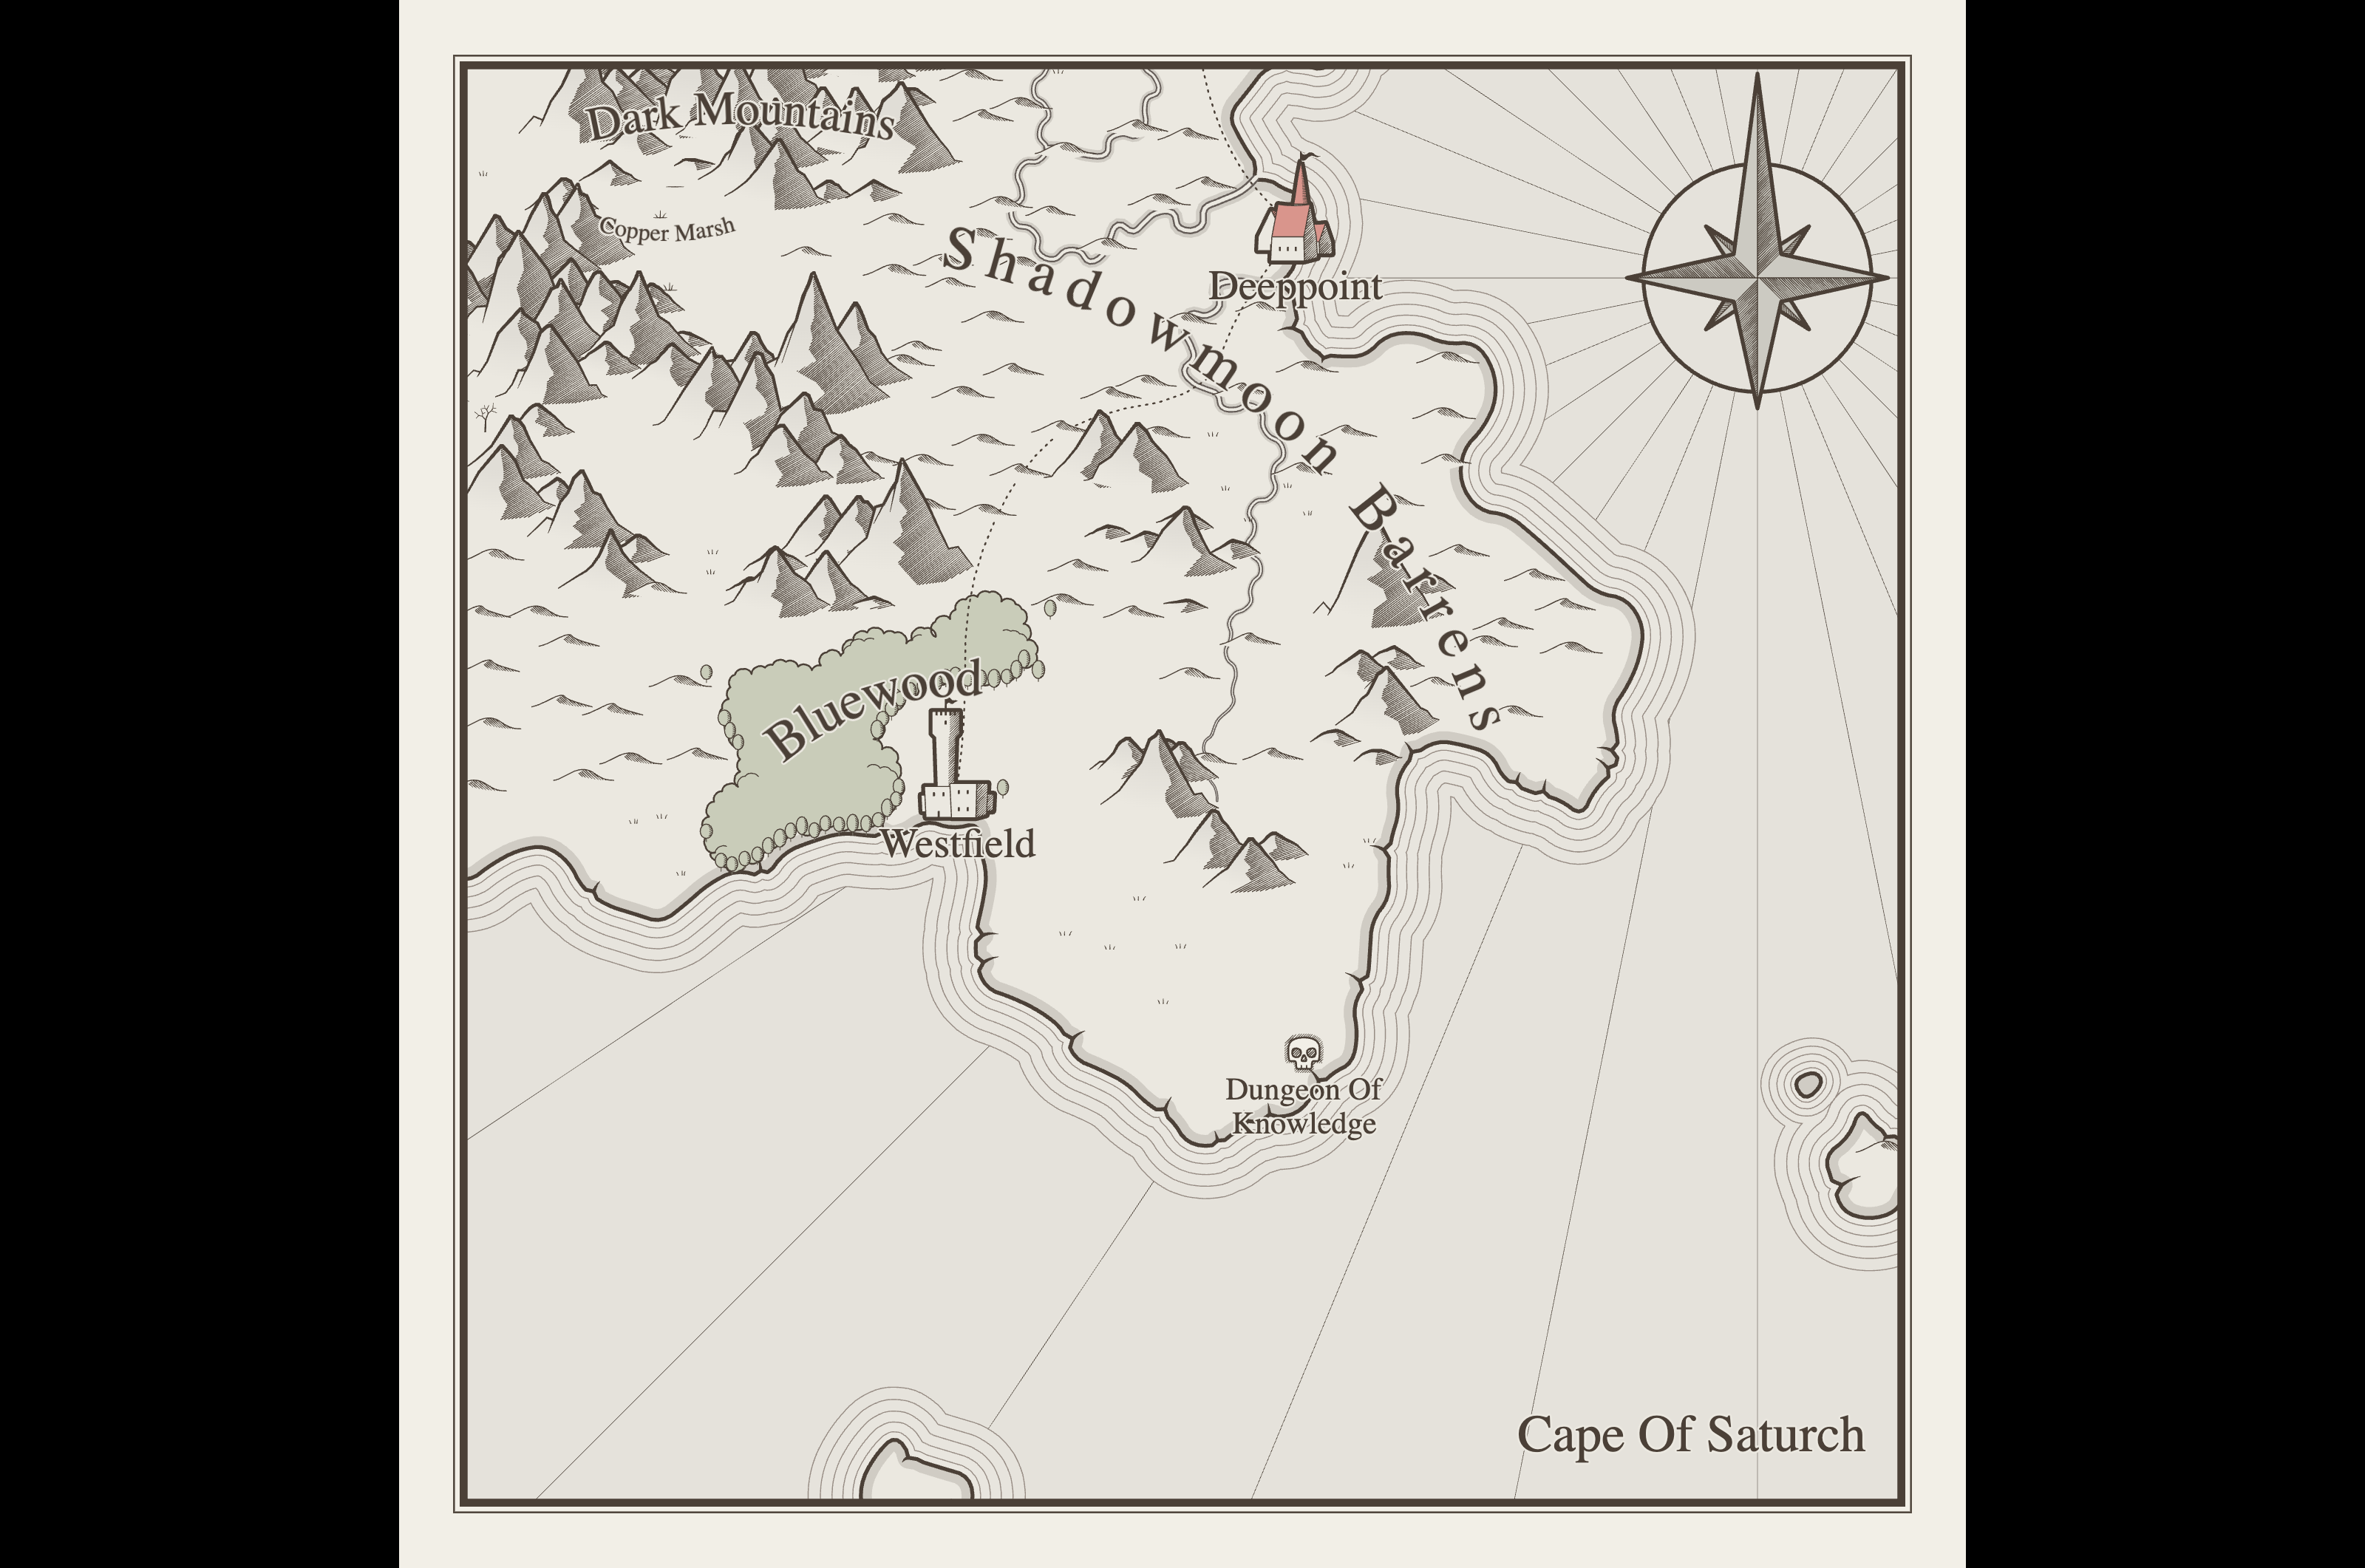 Dark Mountains
Copper Marsh
Shadowmoon Barrens
Deeppoint
Bluewood
Westfield
Dungeon Of
Knowledge
Cape Of Saturch